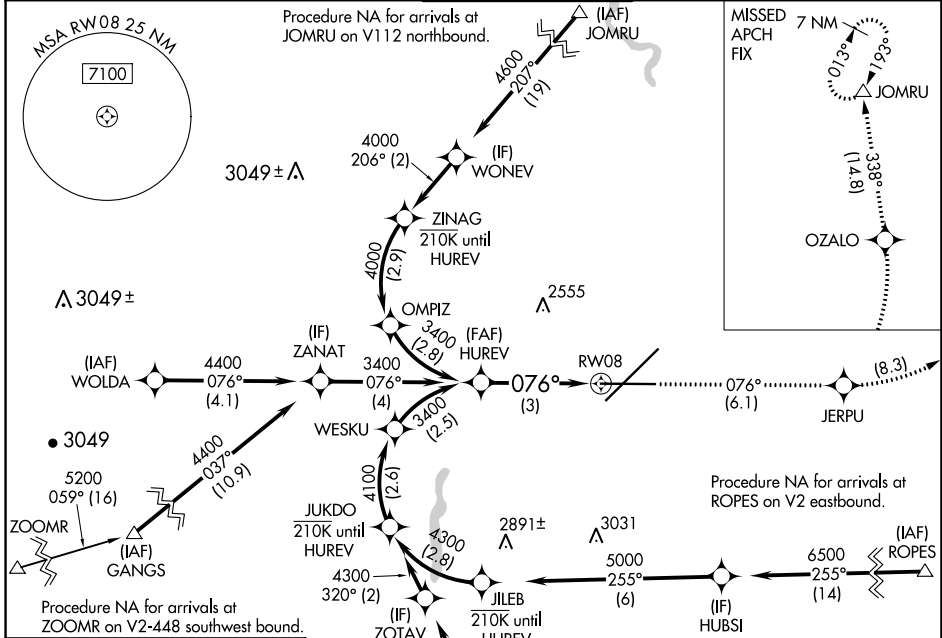 MSA RW08 25 NM
7100
Procedure NA for arrivals at
JOMRU on V112 northbound.
(IAF)
JOMRU
4600
207°
(19)
MISSED
APCH
FIX
7 NM
013°
193°
JOMRU
338°
(14.8)
OZALO
4000
206° (2)
(IF)
WONEV
3049±
ZINAG
210K until
HUREV
4000
(2.9)
3049±
OMPIZ
3400
(2.8)
2555
(IAF)
WOLDA
4400
076°
(4.1)
(IF)
ZANAT
3400
076°
(4)
(FAF)
HUREV
076°
(3)
RW08
076°
(6.1)
JERPU
(8.3)
WESKU
3400
(2.5)
3049
4400
037°
(10.9)
5200
059° (16)
ZOOMR
(IAF)
GANGS
4100
(2.6)
JUKDO
210K until
HUREV
4300
(2.8)
2891±
3031
Procedure NA for arrivals at
ROPES on V2 eastbound.
(IAF)
ROPES
6500
255°
(14)
5000
255°
(6)
(IF)
HUBSI
4300
320° (2)
JILEB
210K until
HUREV
(IF)
ZOTAV
Procedure NA for arrivals at
ZOOMR on V2-448 southwest bound.